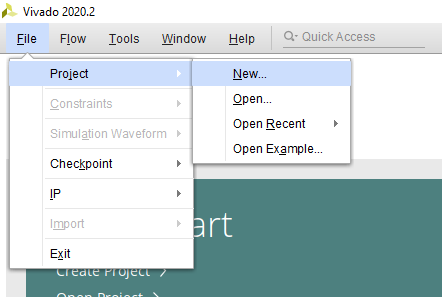 Vivado 2020.2
File Flow Tools Window Help Quick Access
Project
Constraints
Simulation Waveform
Checkpoint
IP
Import
Exit
New...
Open...
Open Recent
Open Example...
art
Create Project >
Open Project >